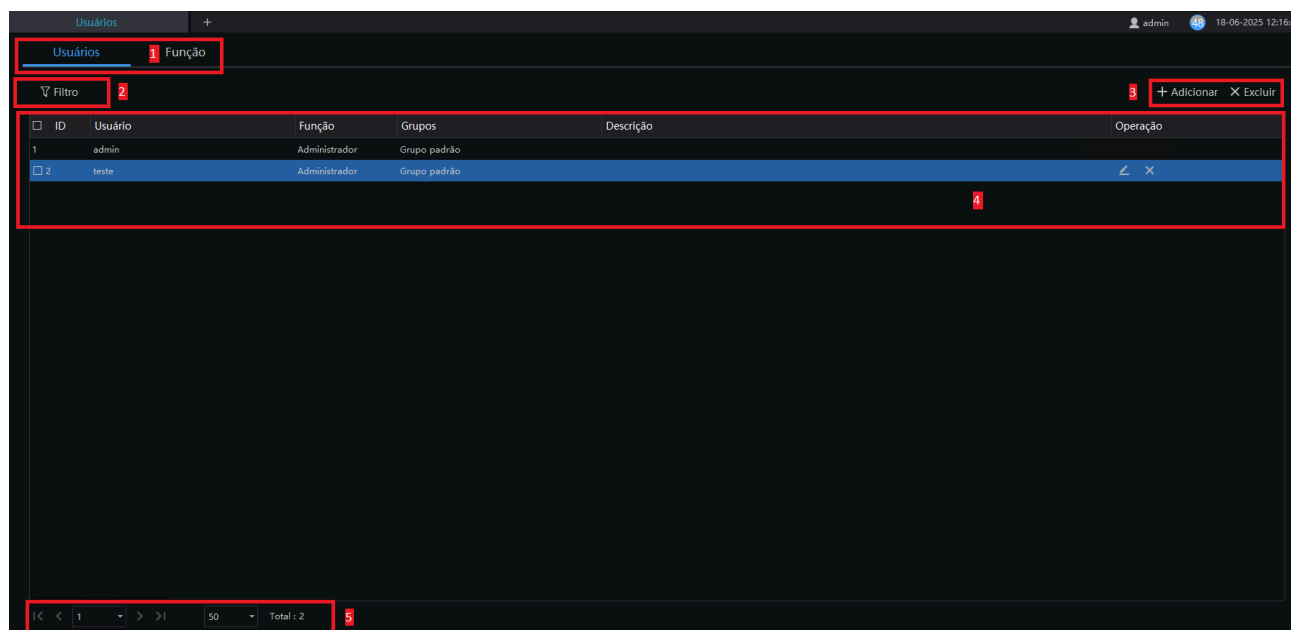 Usuários +
admin 48 18-06-2025 12:16:
Usuários 1 Função
Filtro 2
3 + Adicionar X Excluir
ID Usuário Função Grupos Descrição Operação
1 admin Administrador Grupo padrão
2 teste Administrador Grupo padrão
4
1 50 Total : 2 5